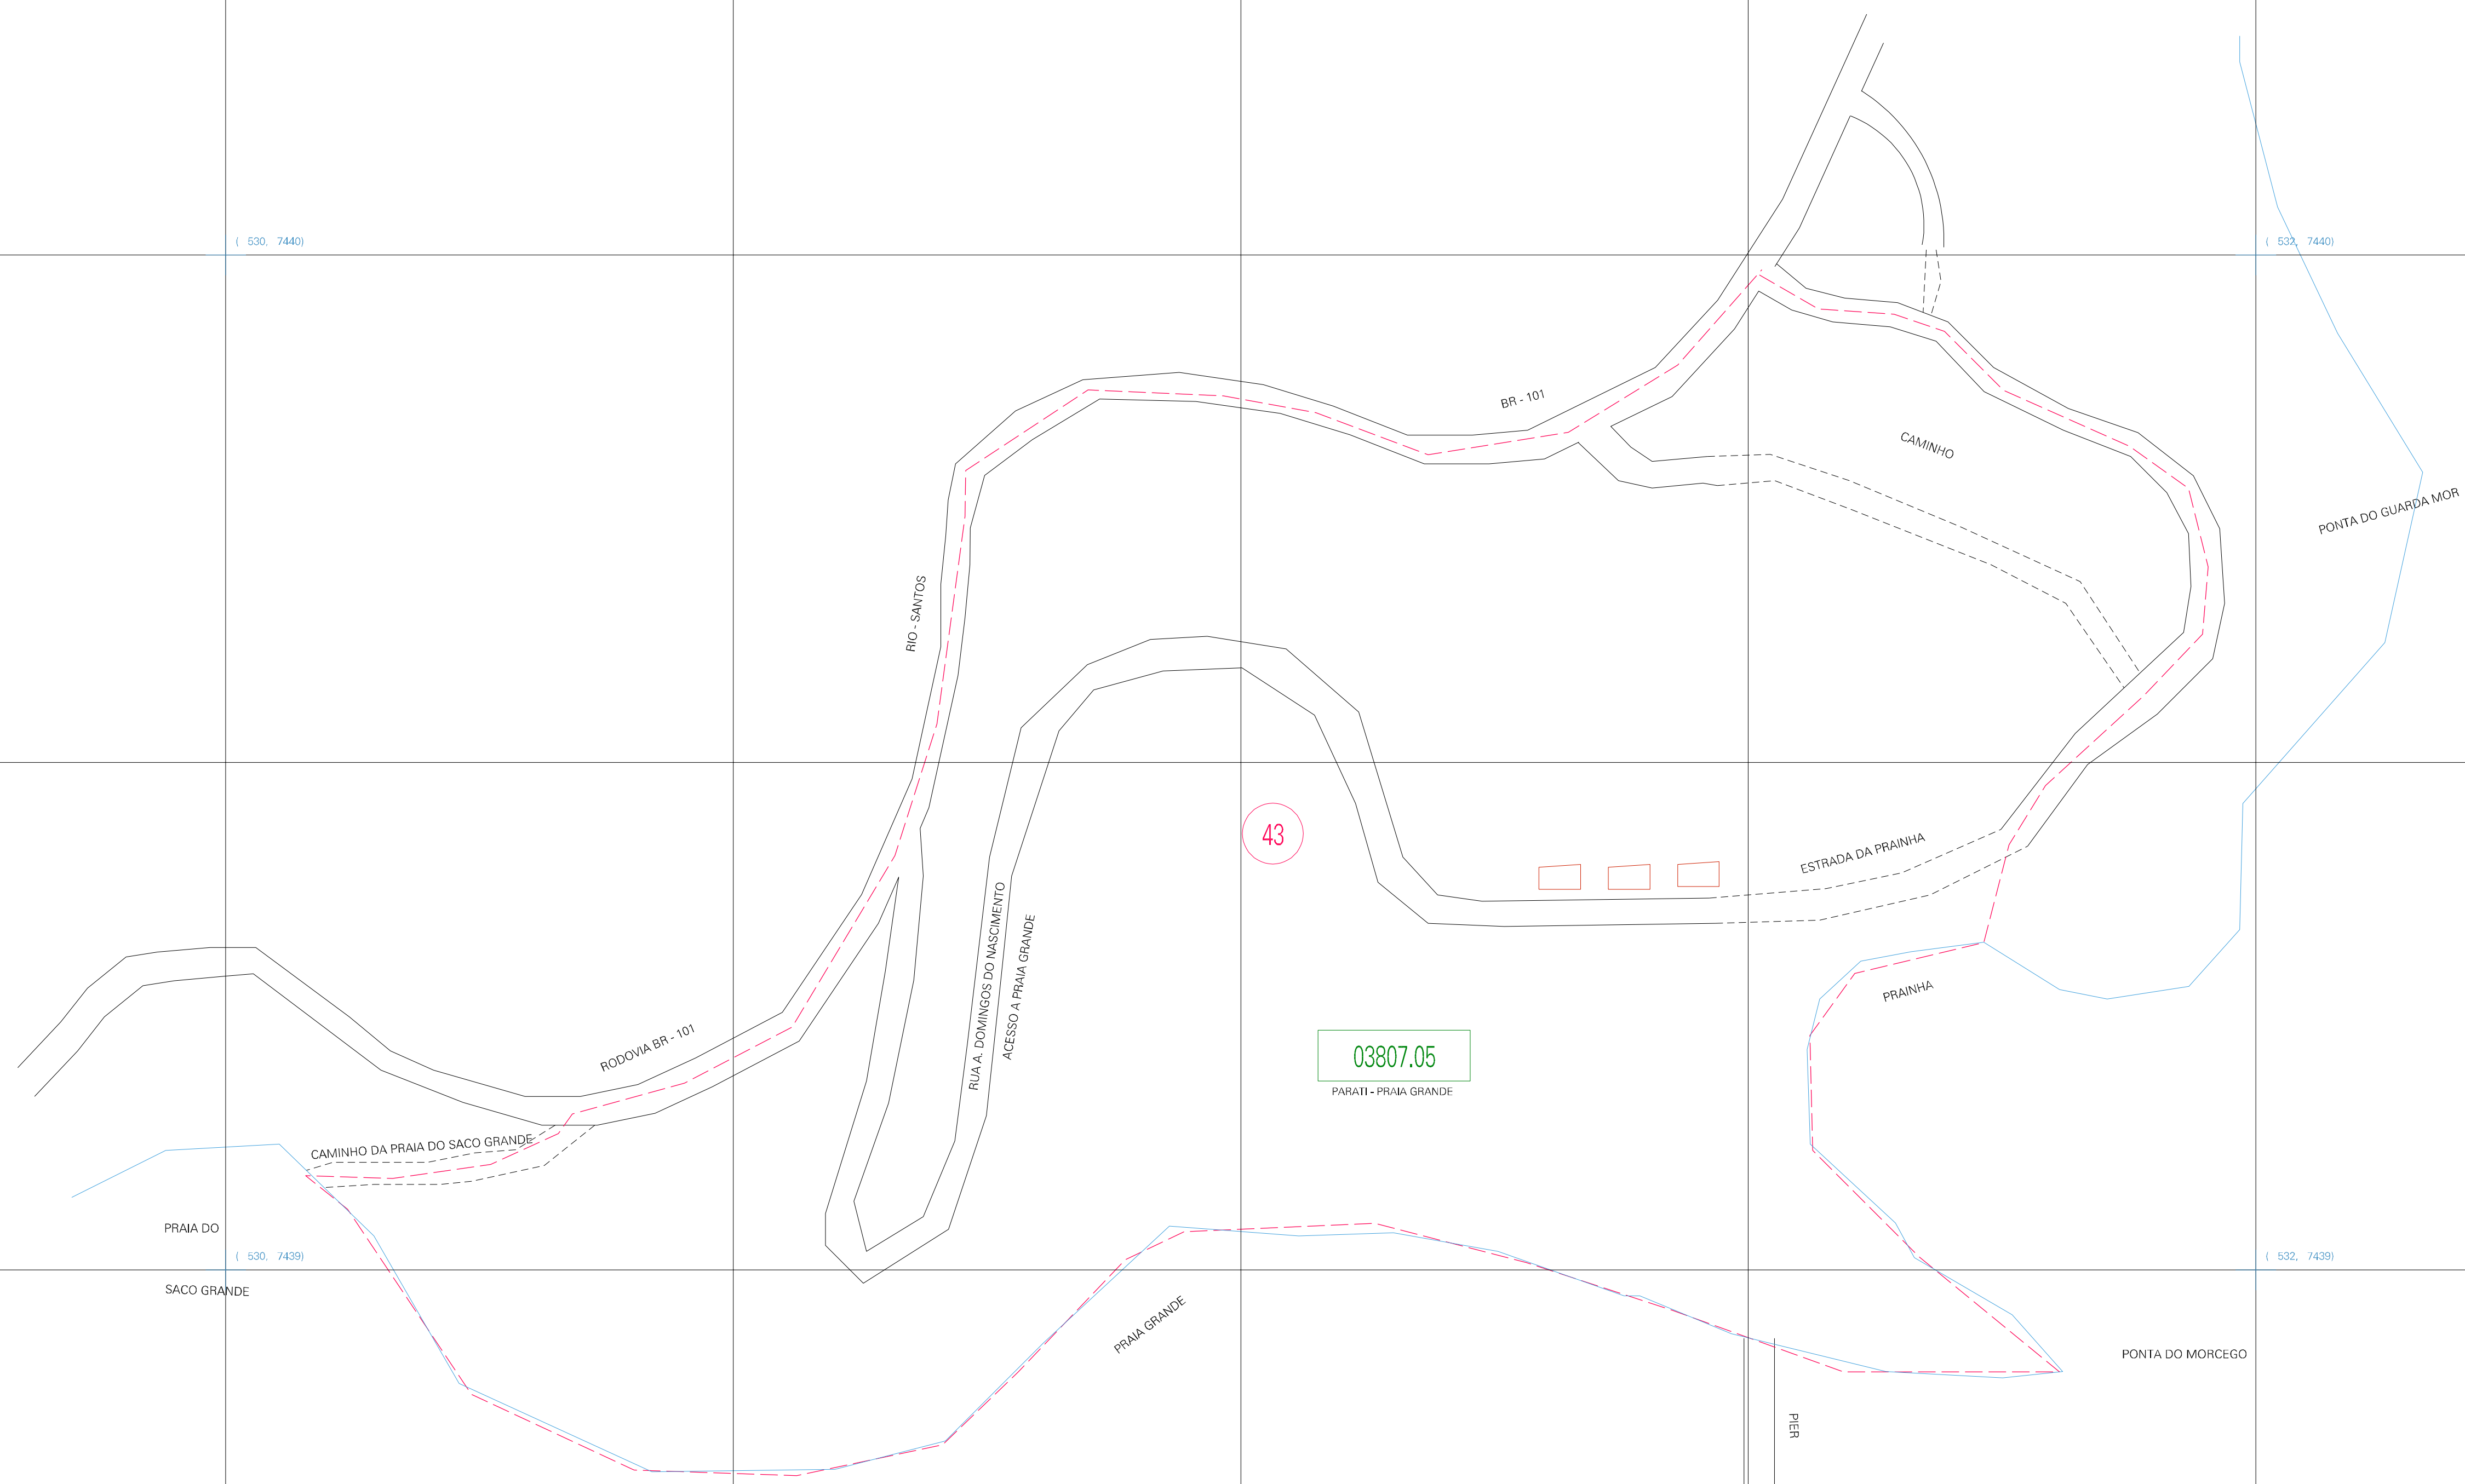 ( 530, 7440)
( 532, 7440)
BR - 101
CAMINHO
PONTA DO GUARDA MOR
RIO - SANTOS
43
ESTRADA DA PRAINHA
RUA A. DOMINGOS DO NASCIMENTO
ACESSO A PRAIA GRANDE
PRAINHA
RODOVIA BR - 101
03807.05
PARATI - PRAIA GRANDE
CAMINHO DA PRAIA DO SACO GRANDE
PRAIA DO
SACO GRANDE
( 530, 7439)
( 532, 7439)
PRAIA GRANDE
PONTA DO MORCEGO
PIER